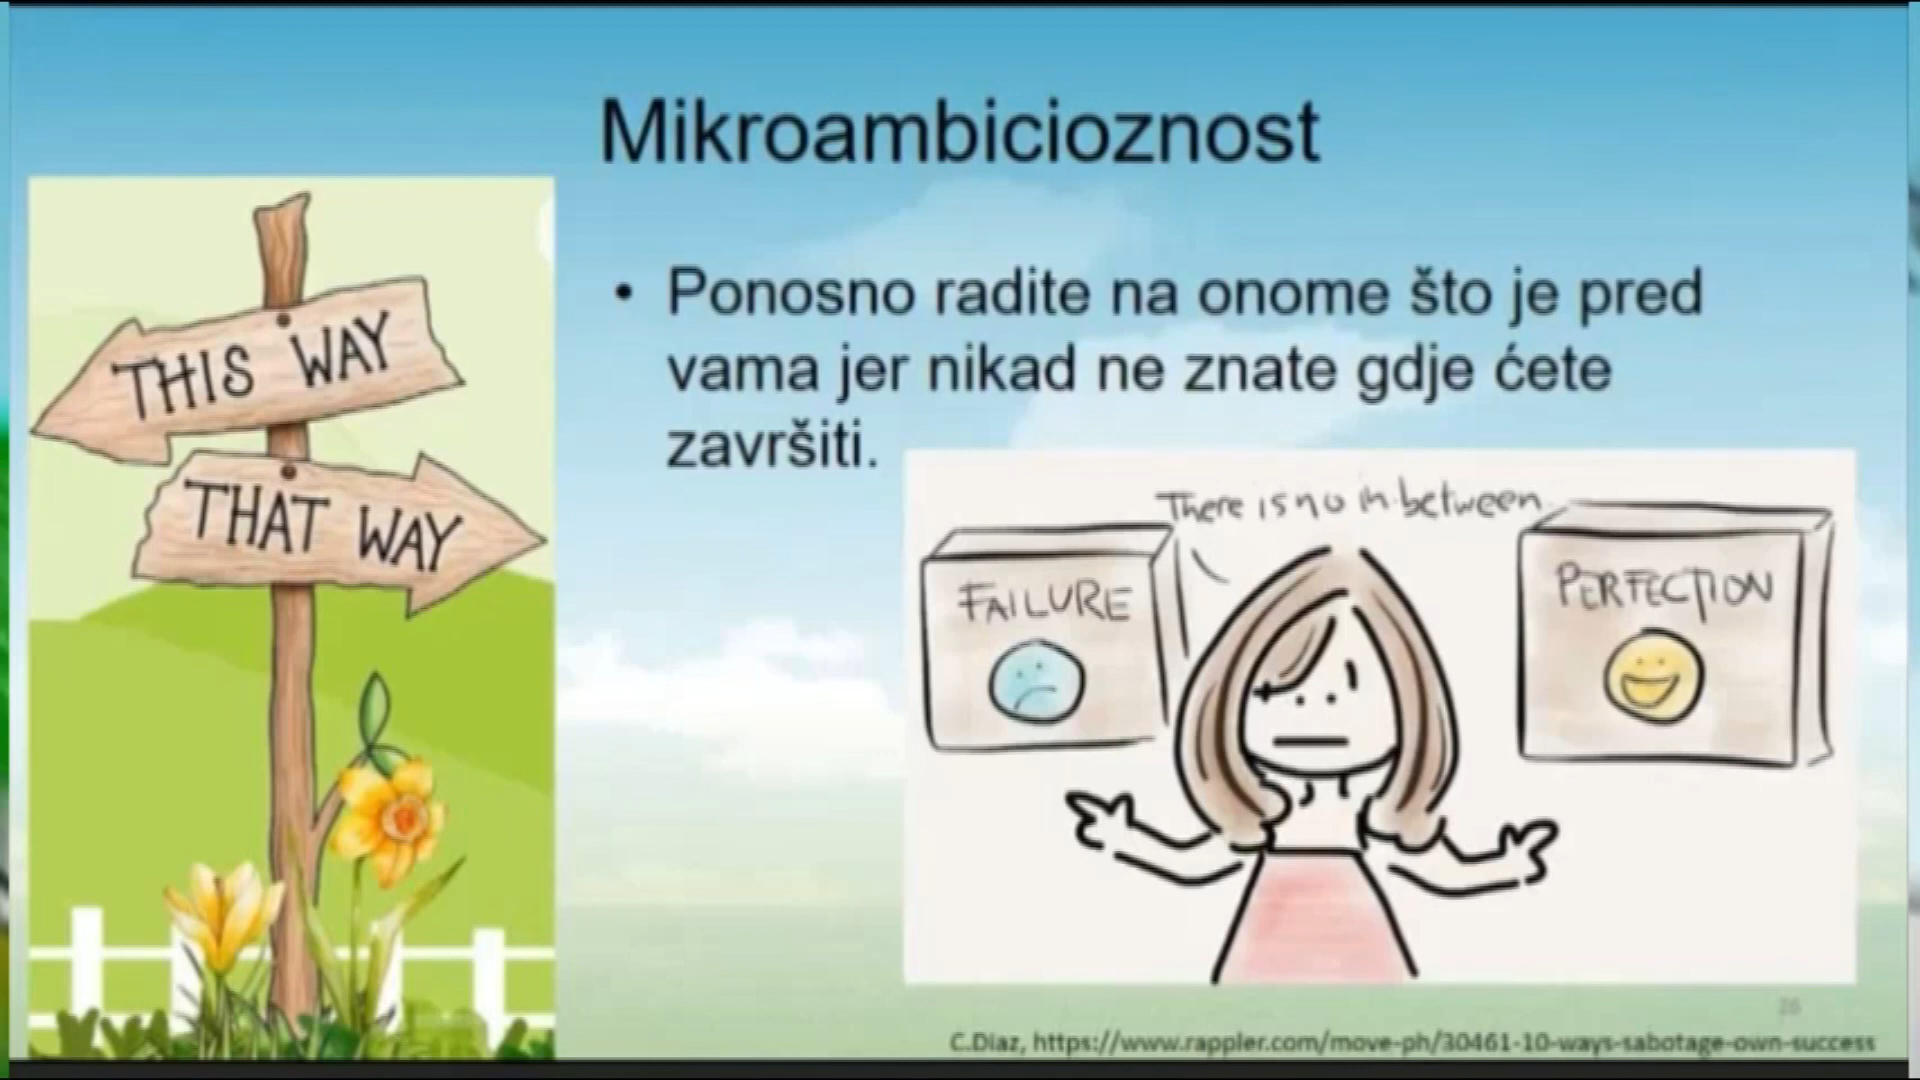 Mikroambicioznost
THIS WAY
THAT WAY
• Ponosno radite na onome što je pred
vama jer nikad ne znate gdje ćete
završiti.
There is no in between
FAILURE
PERFECTION
26
C.Diaz, https://www.rappler.com/move-ph/30461-10-ways-sabotage-own-success